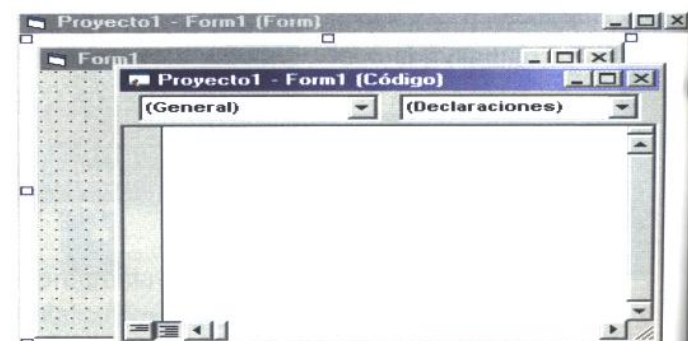 Proyecto1 - Form1 (Form)
Form1
Proyecto1 - Form1 (Código)
(General)
(Declaraciones)